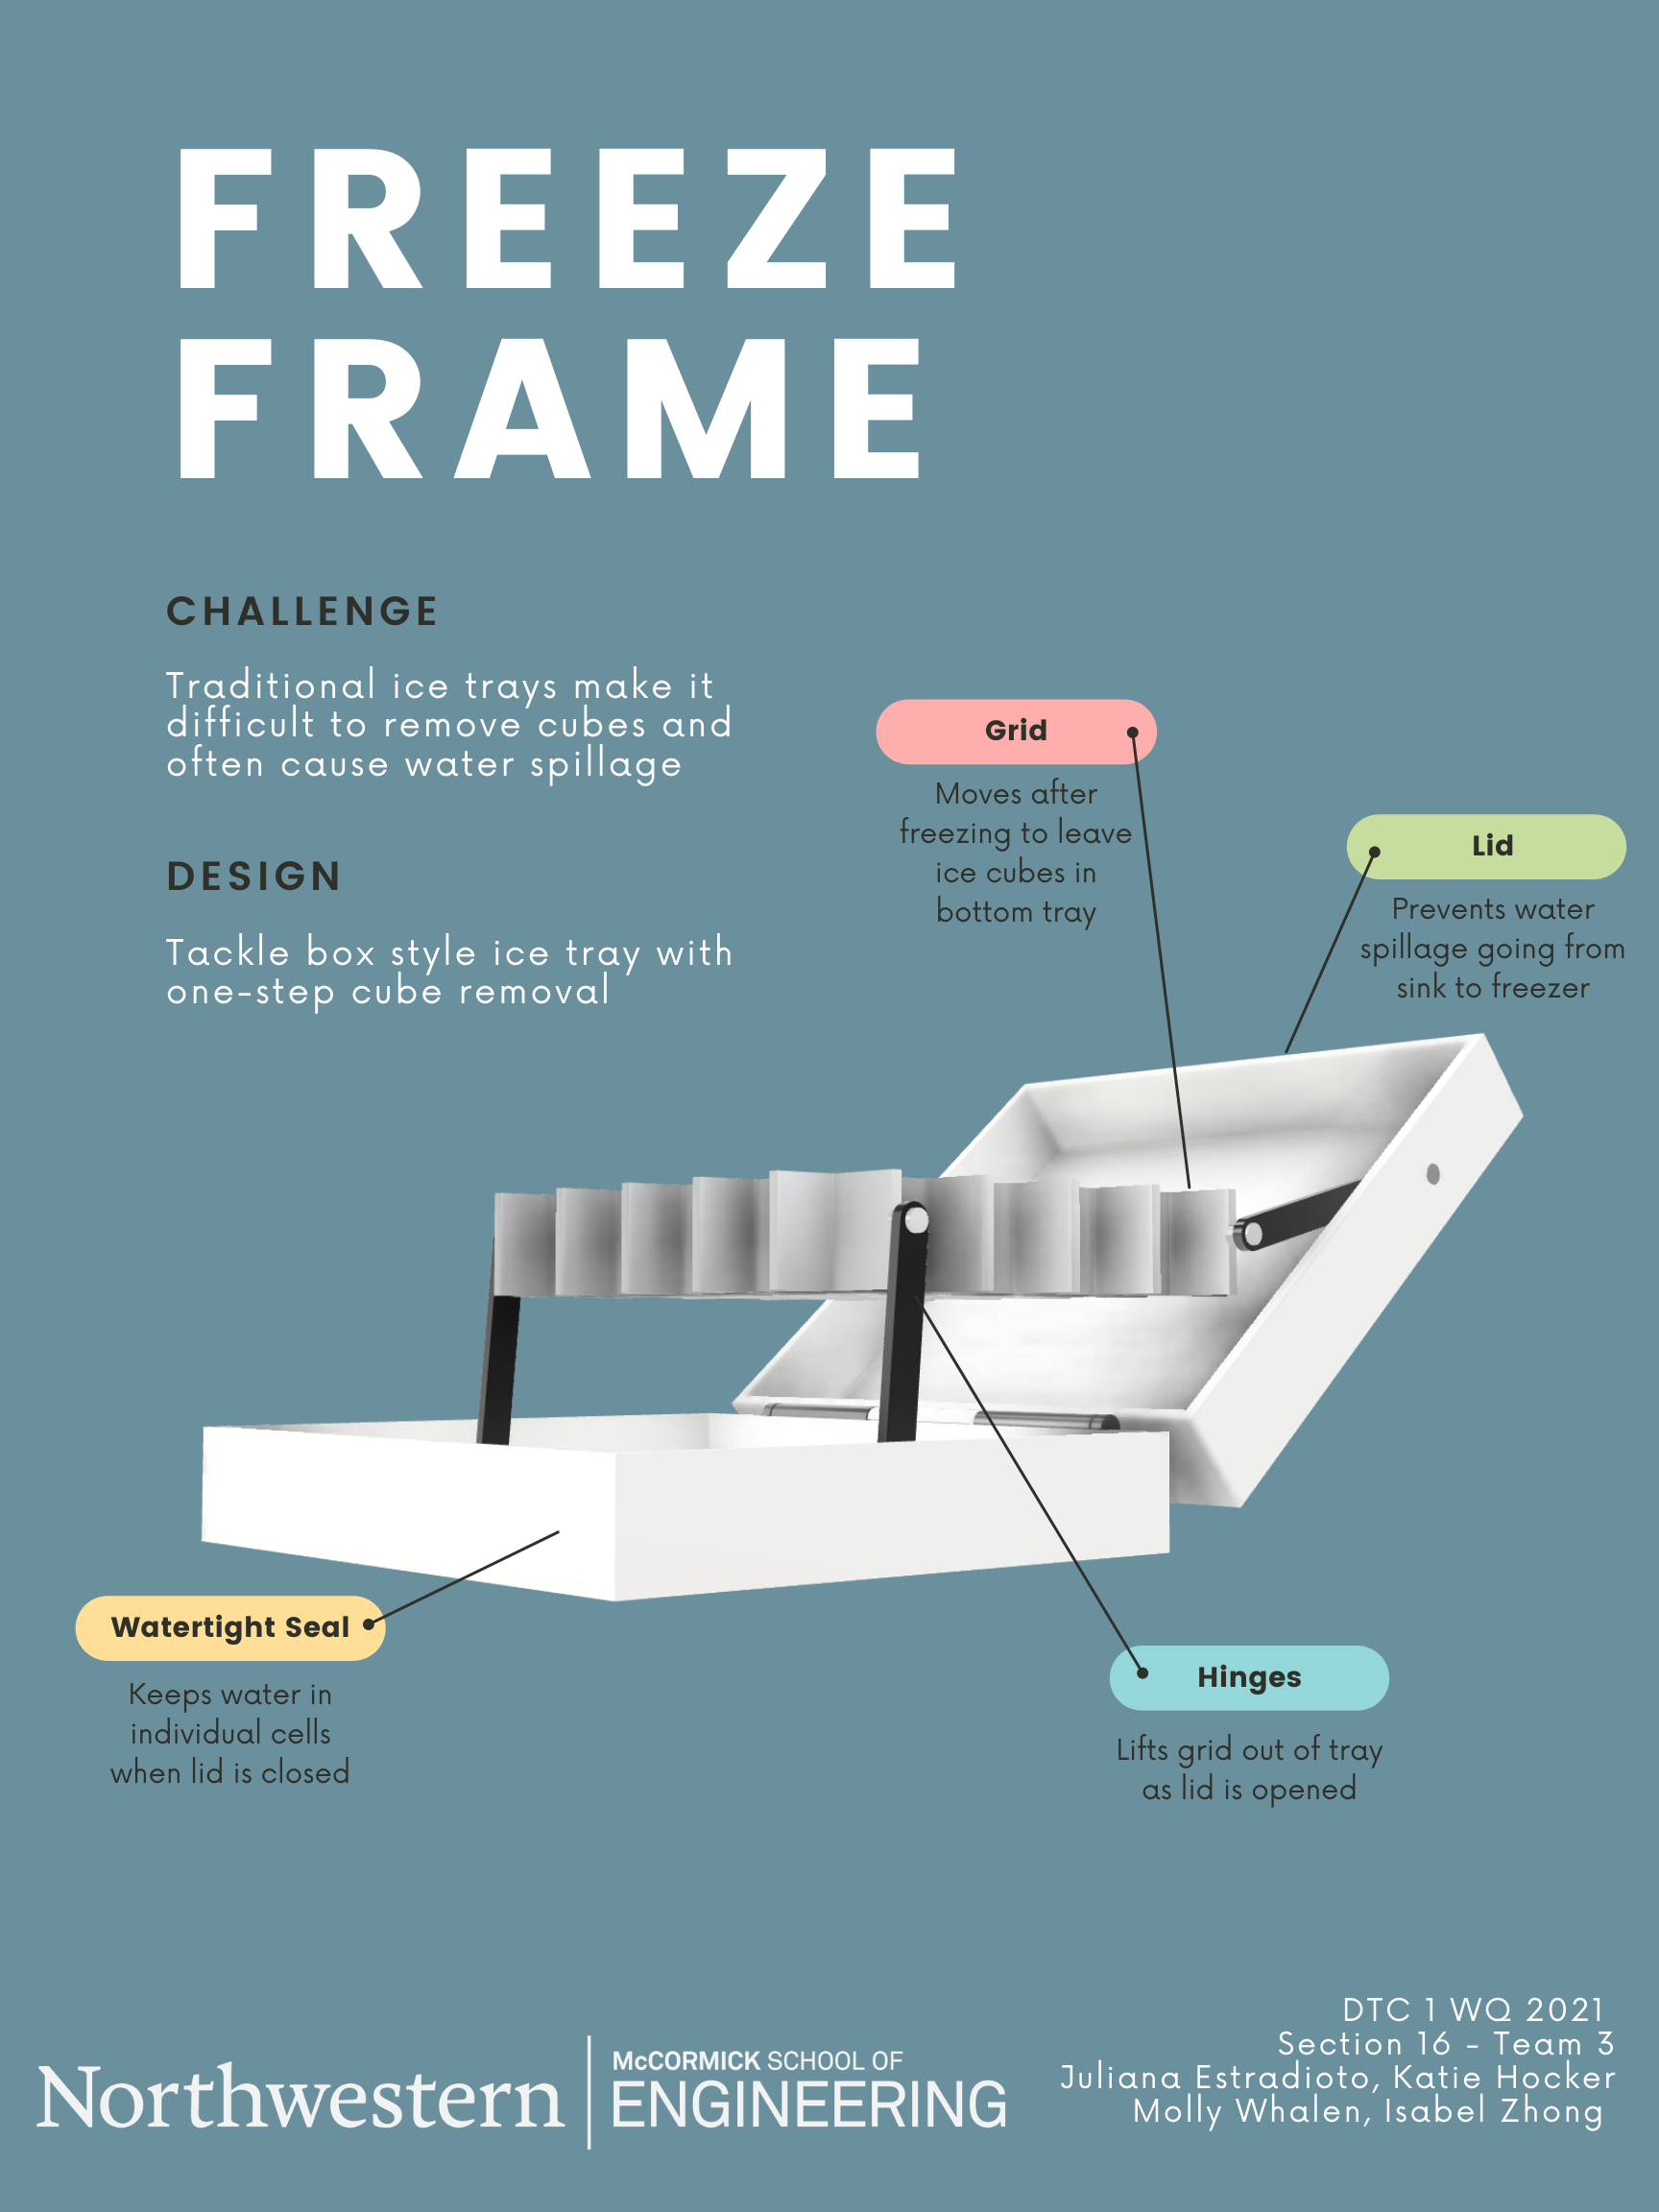 FREEZE
FRAME
CHALLENGE
Traditional ice trays make it
difficult to remove cubes and
often cause water spillage
DESIGN
Tackle box style ice tray with
one-step cube removal
Grid
Moves after
freezing to leave
ice cubes in
bottom tray
Lid
Prevents water
spillage going from
sink to freezer
Watertight Seal
Keeps water in
individual cells
when lid is closed
Hinges
Lifts grid out of tray
as lid is opened
Northwestern
McCORMICK SCHOOL OF
ENGINEERING
DTC 1 WQ 2021
Section 16 - Team 3
Juliana Estradioto, Katie Hocker
Molly Whalen, Isabel Zhong